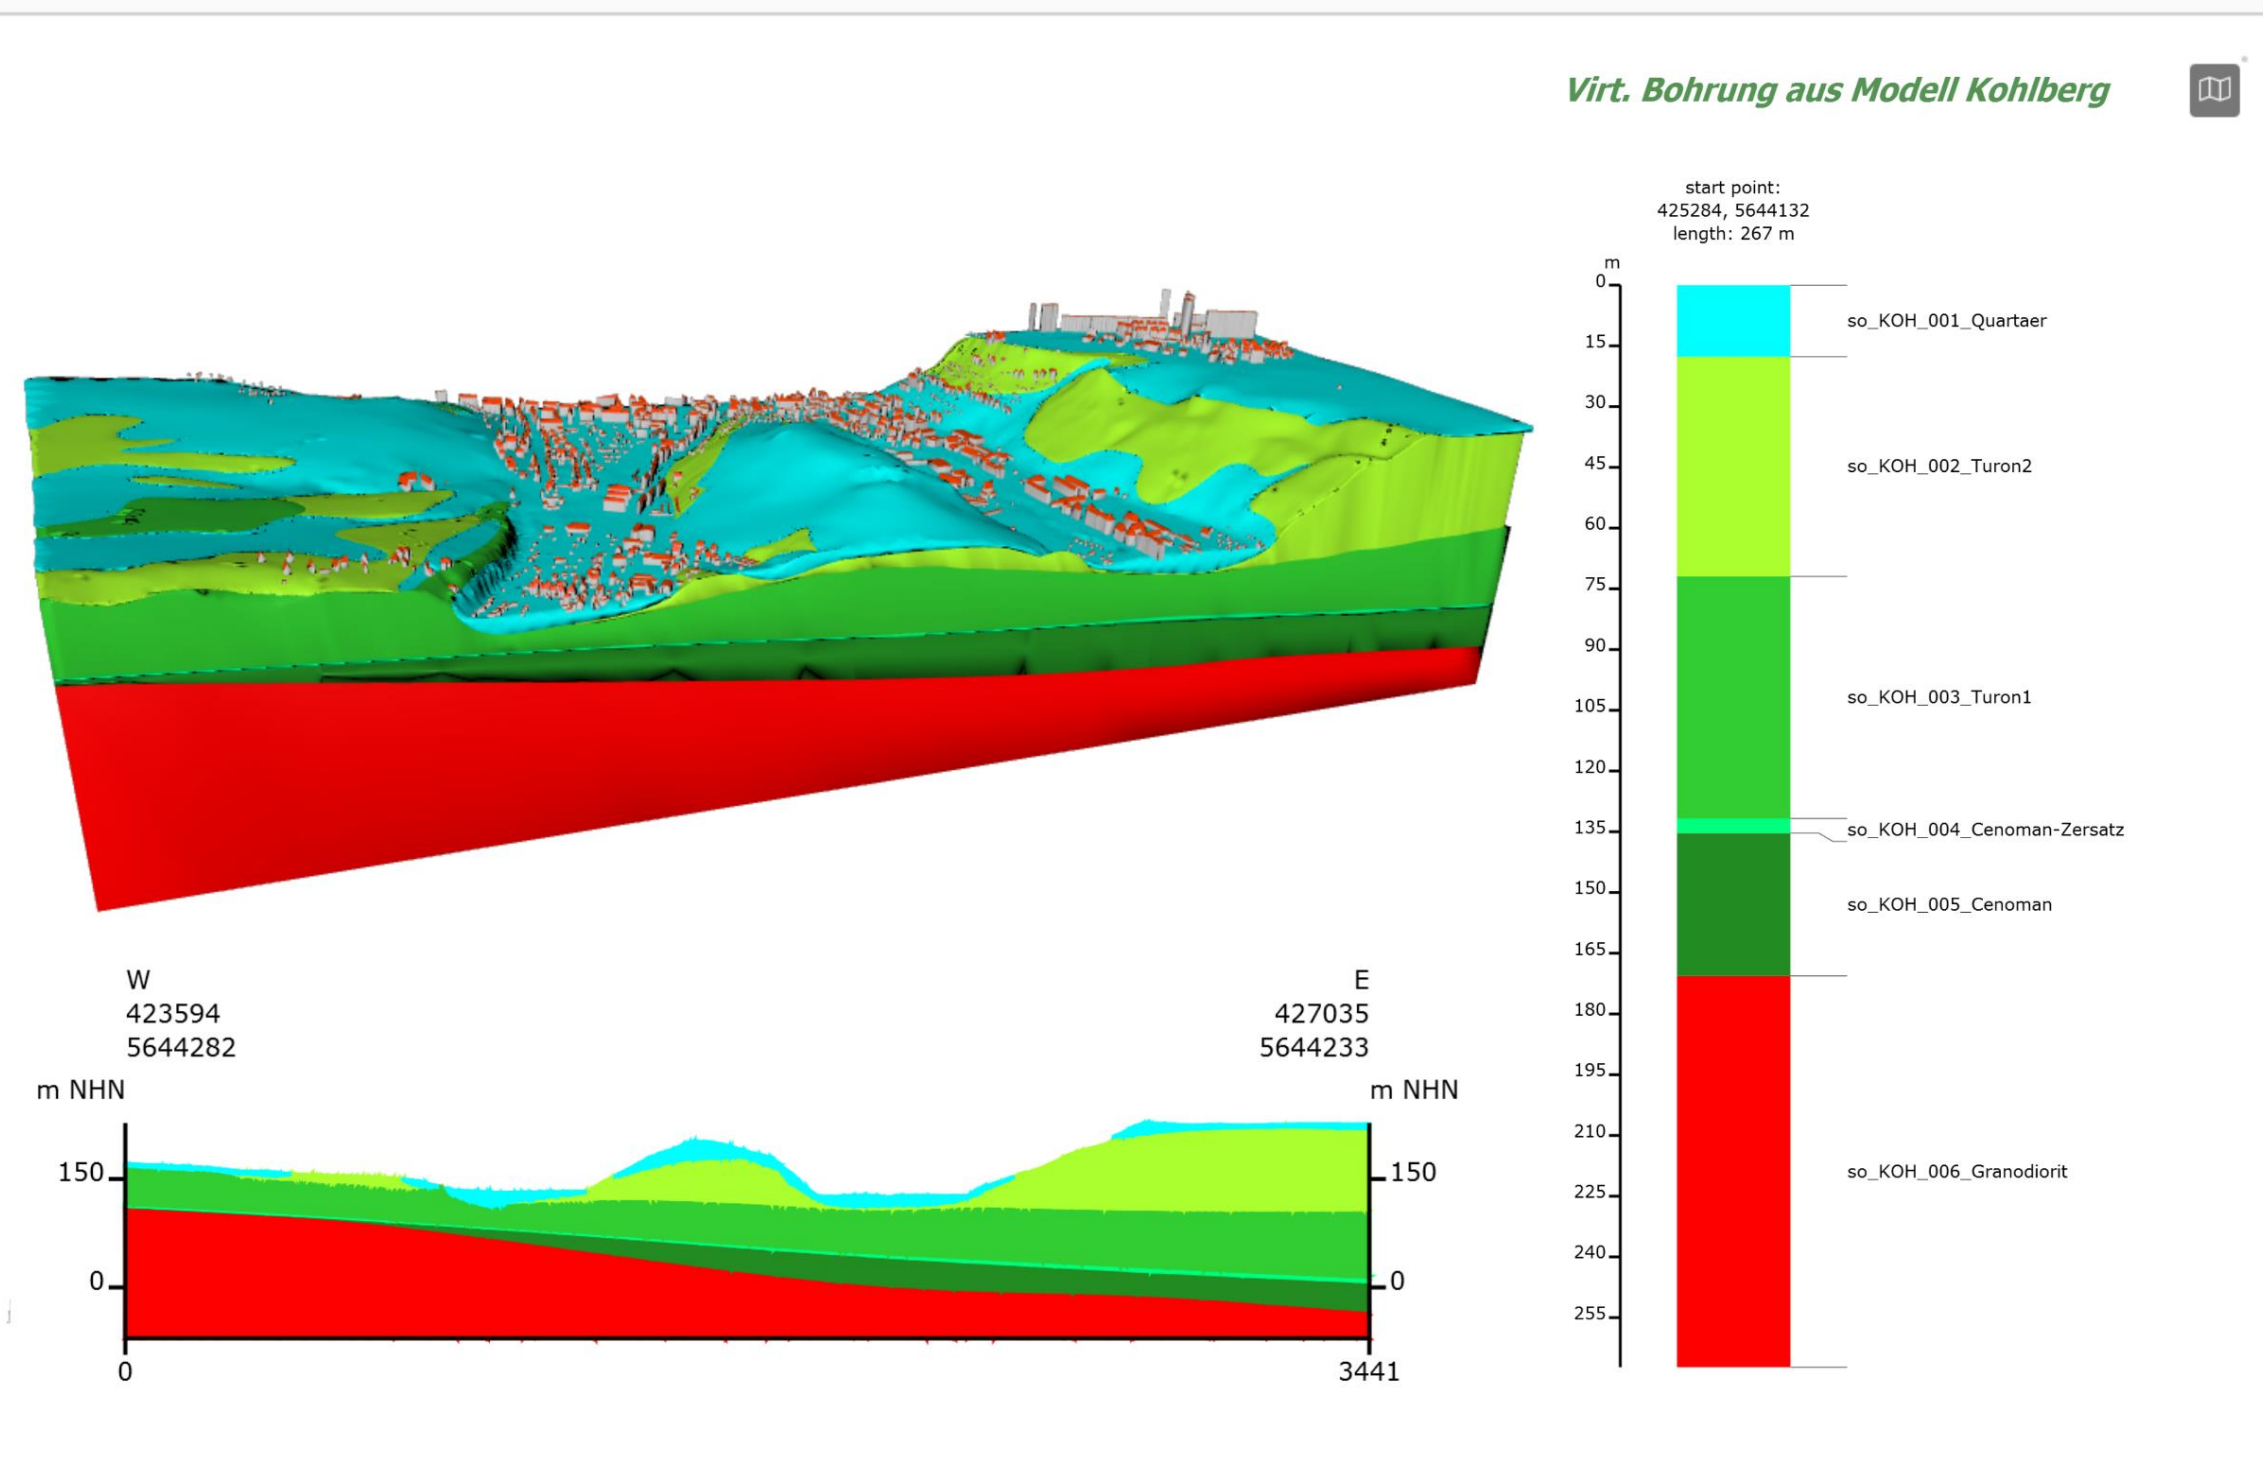 Virt. Bohrung aus Modell Kohlberg
start point:
425284, 5644132
length: 267 m
m
0
15
30
45
60
75
90
105
120
135
150
165
180
195
210
225
240
255
so_KOH_001_Quartaer
so_KOH_002_Turon2
so_KOH_003_Turon1
so_KOH_004_Cenoman-Zersatz
so_KOH_005_Cenoman
so_KOH_006_Granodiorit
W
423594
5644282
E
427035
5644233
m NHN
m NHN
150
150
0
0
0
3441